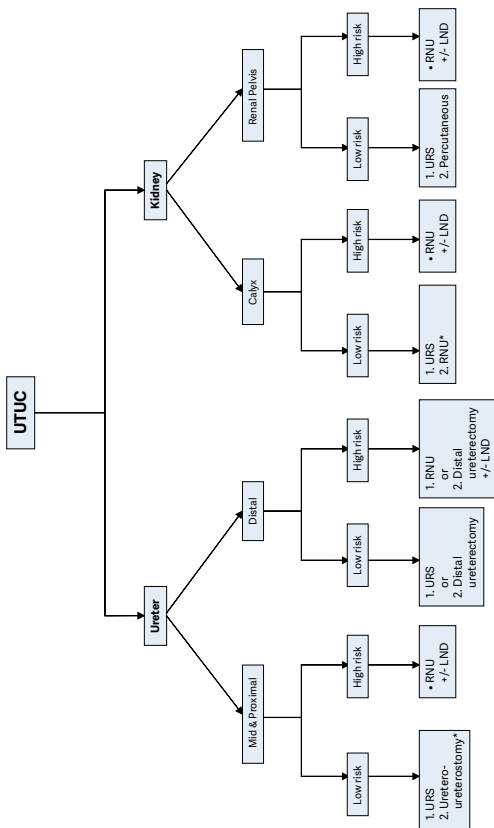 UTUC
Ureter
Kidney
Mid & Proximal
Distal
Calyx
Renal Pelvis
Low risk
High risk
Low risk
High risk
Low risk
High risk
Low risk
High risk
1. URS
2. Uretero-
ureterostomy*
• RNU
+/- LND
1. URS
or
2. Distal
ureterectomy
1. RNU
or
2. Distal
ureterectomy
+/- LND
1. URS
2. RNU*
• RNU
+/- LND
1. URS
2. Percutaneous
• RNU
+/- LND